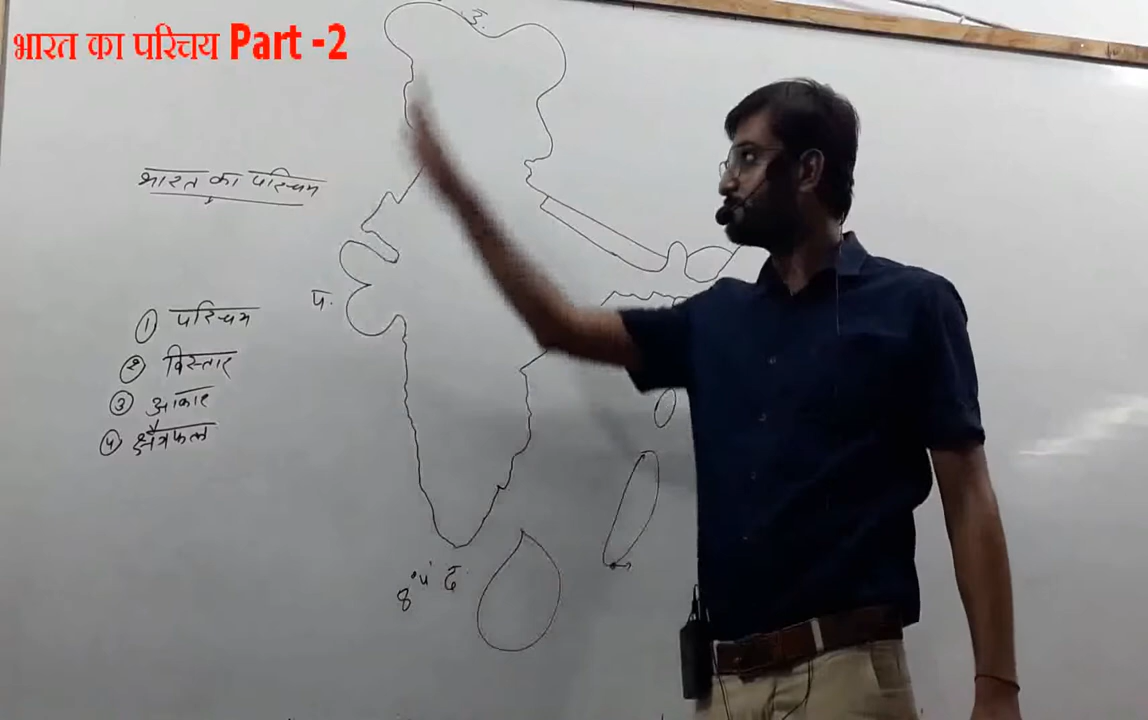 भारत का परिचय Part -2
उ.
भारत का परिचय
प.
① परिचय
② विस्तार
③ आकार
④ क्षेत्रफल
8°4' द